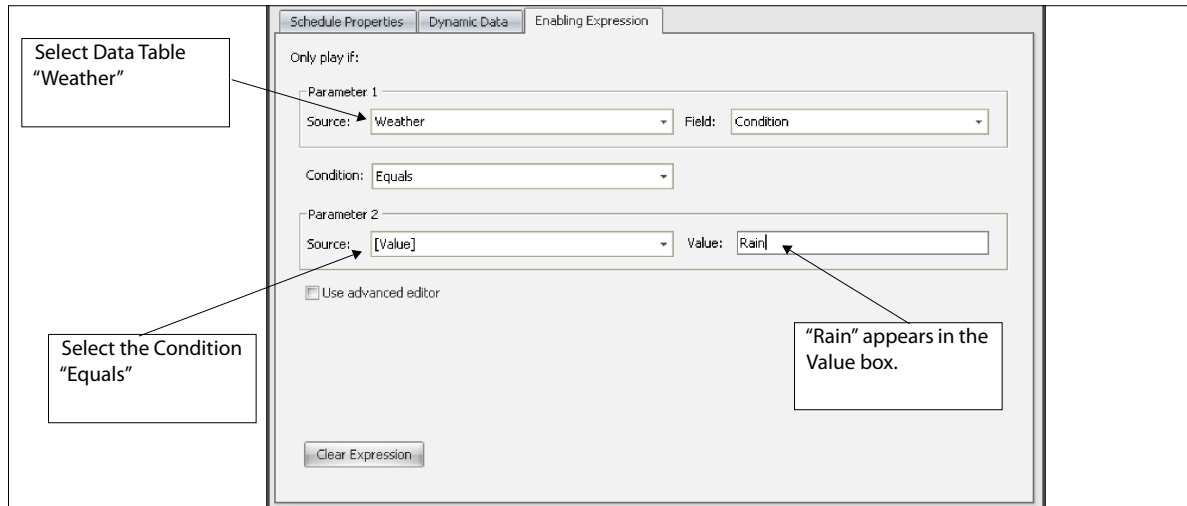 Schedule Properties Dynamic Data Enabling Expression
Select Data Table
“Weather”
Only play if:
Parameter 1
Source: Weather Field: Condition
Condition: Equals
Parameter 2
Source: [Value] Value: Rain
Use advanced editor
Select the Condition
“Equals”
“Rain” appears in the
Value box.
Clear Expression